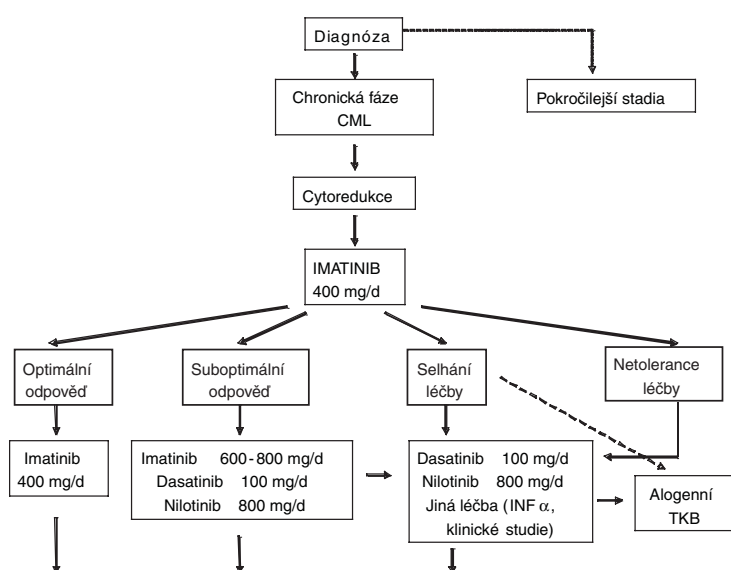 Diagnóza
Chronická fáze
CML
Pokročilejší stadia
Cytoredukce
IMATINIB
400 mg/d
Optimální
odpověď
Suboptimální
odpověď
Selhání
léčby
Netolerance
léčby
Imatinib
400 mg/d
Imatinib 600-800 mg/d
Dasatinib 100 mg/d
Nilotinib 800 mg/d
Dasatinib 100 mg/d
Nilotinib 800 mg/d
Jiná léčba (INF α,
klinické studie)
Alogenní
TKB